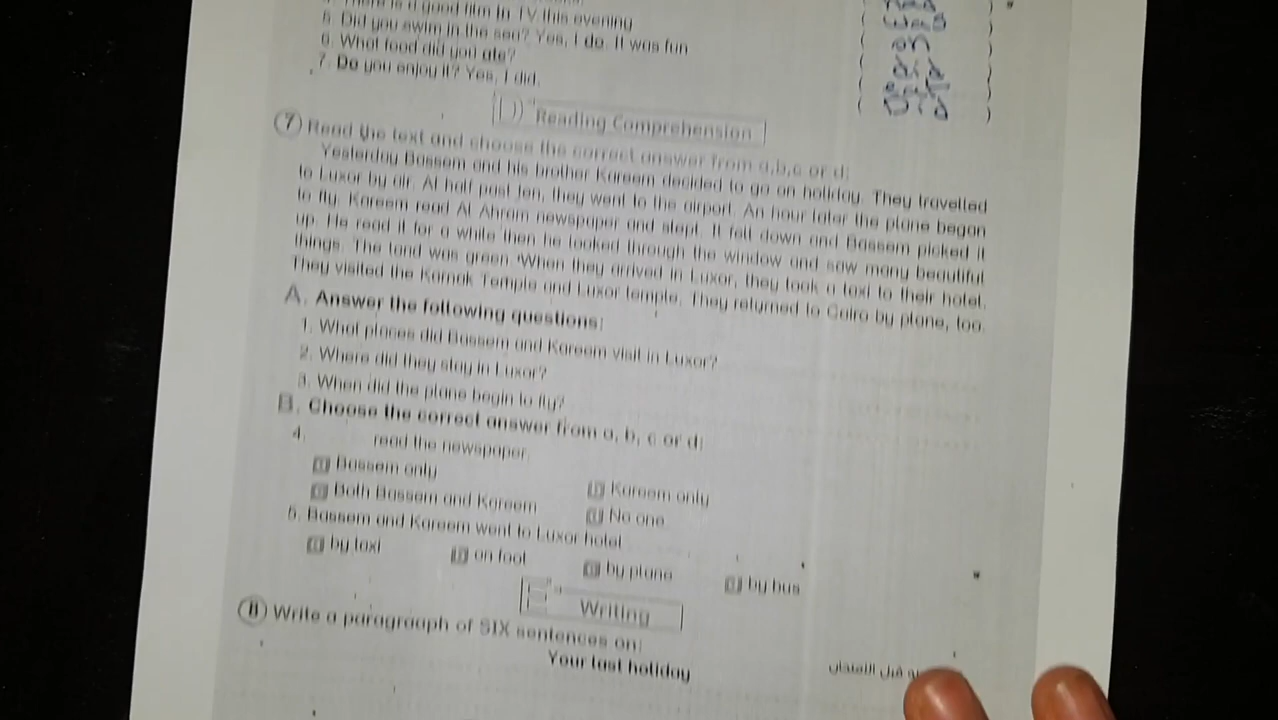 There is a good film in TV this evening
5. Did you swim in the sea? Yes, I do. It was fun
6. What food did you ate?
7. Do you enjoy it? Yes, I did.
D) Reading Comprehension
7 Read the text and choose the correct answer from a,b,c or d:
Yesterday Bassem and his brother Kareem decided to go on holiday. They travelled
to Luxor by air. At half past ten, they went to the airport. An hour later the plane began
to fly. Kareem read Al Ahram newspaper and slept. It fell down and Bassem picked it
up. He read it for a while then he looked through the window and saw many beautiful
things. The land was green. When they arrived in Luxor, they took a taxi to their hotel.
They visited the Karnak Temple and Luxor temple. They returned to Cairo by plane, too.
A. Answer the following questions:
1. What places did Bassem and Kareem visit in Luxor?
2. Where did they stay in Luxor?
3. When did the plane begin to fly?
B. Choose the correct answer from a, b, c or d:
4. read the newspaper.
a Bassem only b Kareem only
c Both Bassem and Kareem d No one
5. Bassem and Kareem went to Luxor hotel
a by taxi b on foot c by plane d by bus
E Writing
8 Write a paragraaph of SIX sentences on:
Your last holiday
قبل الامتحان